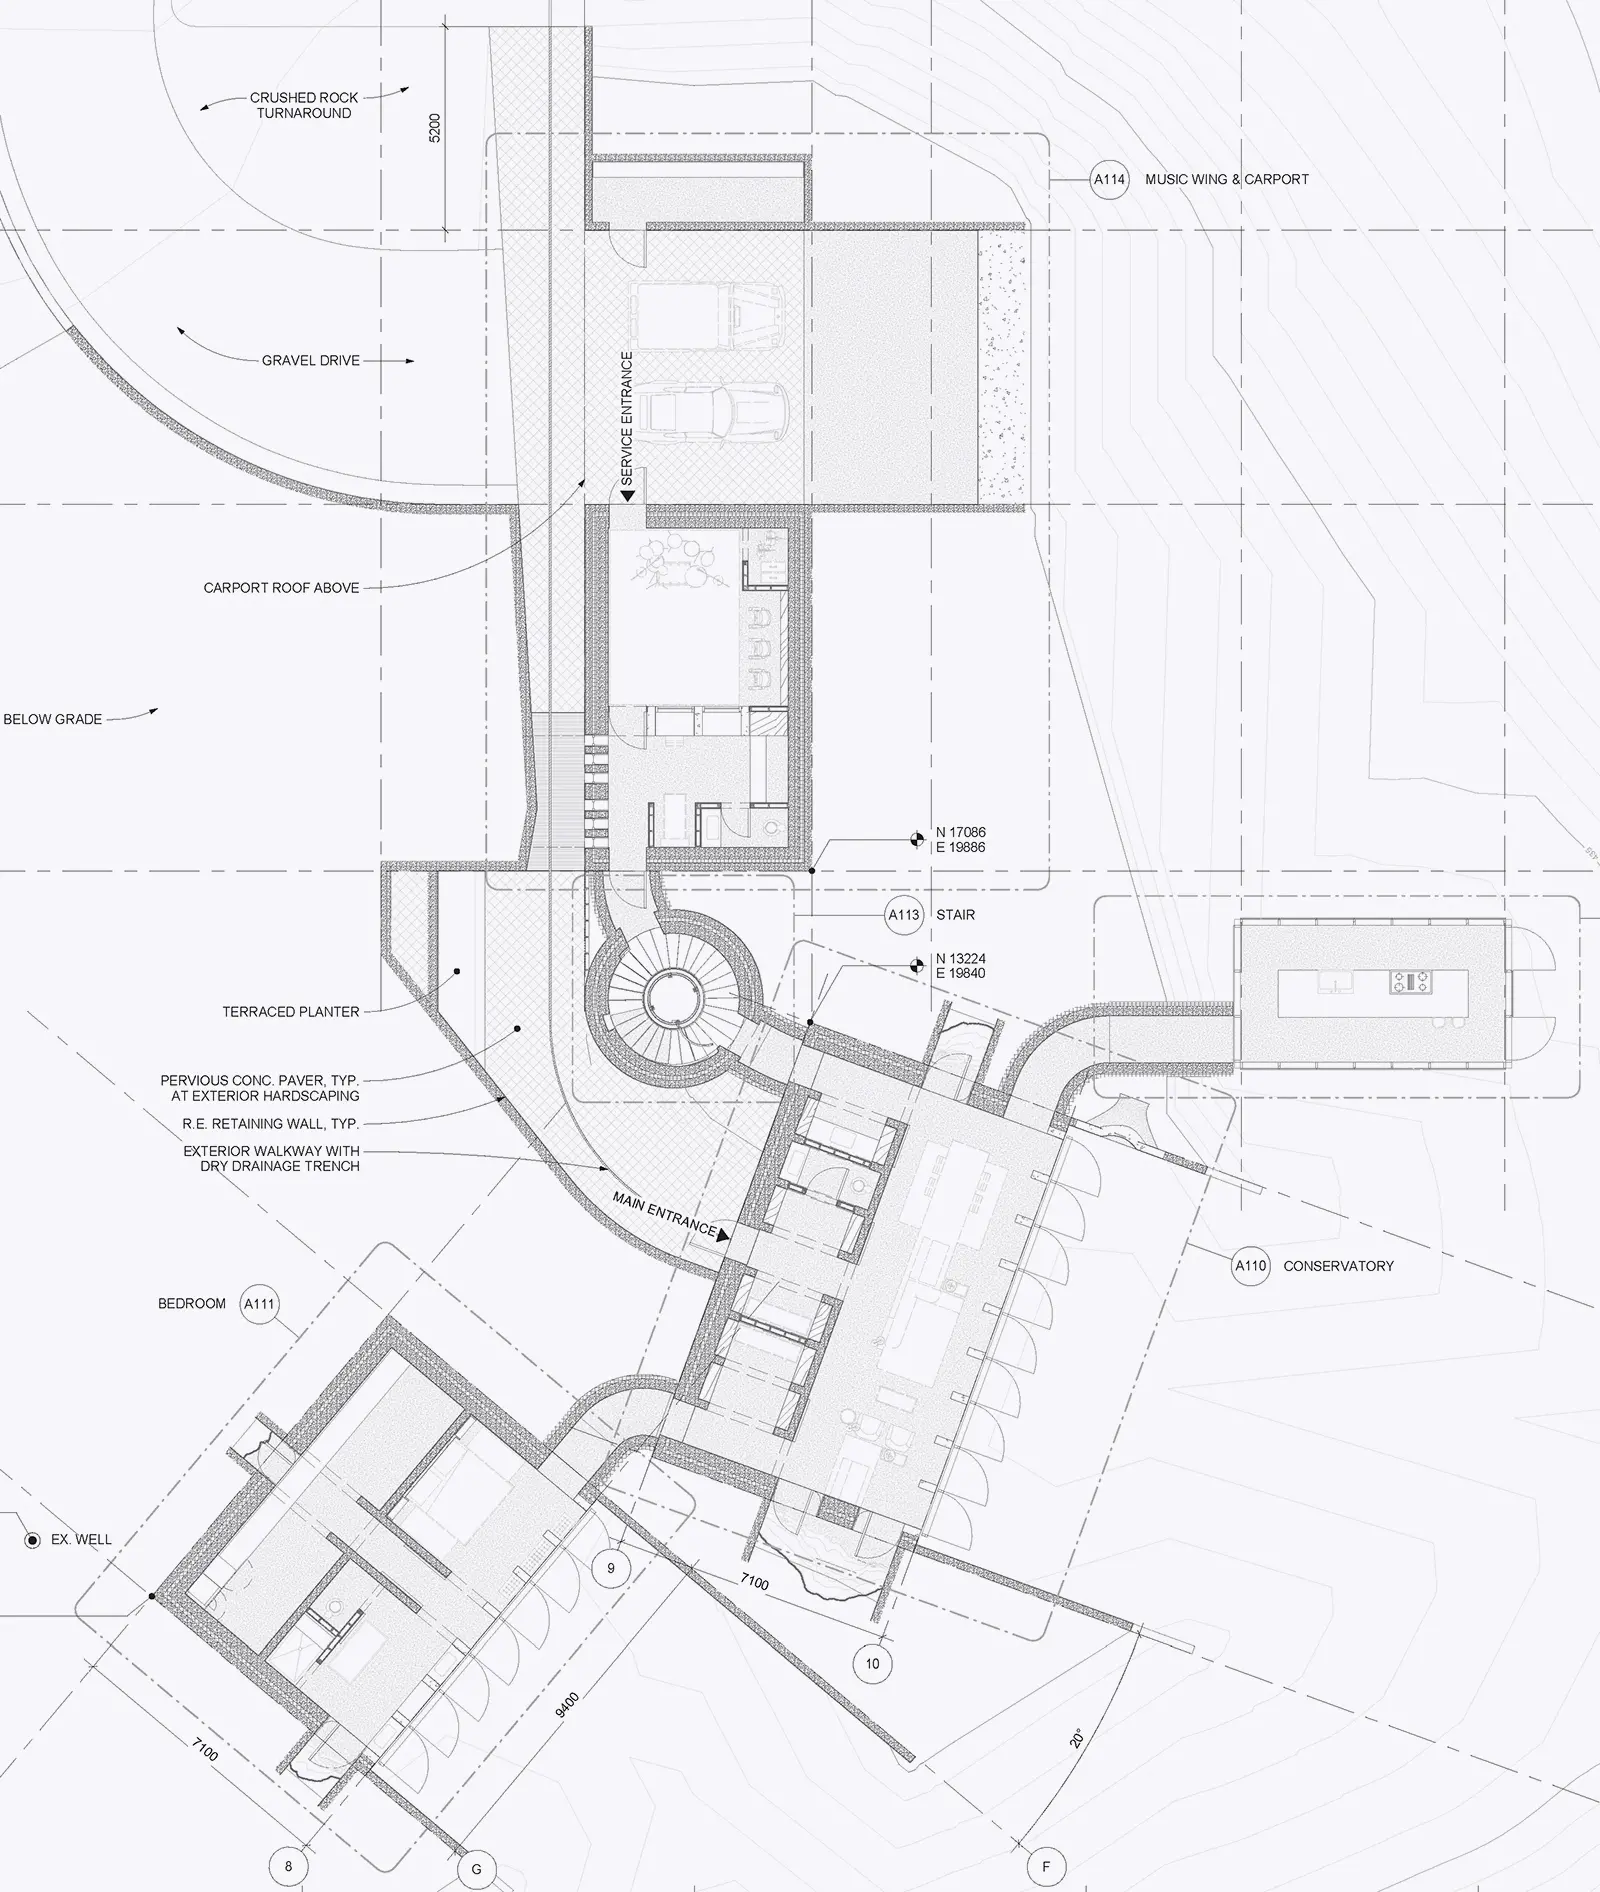 CRUSHED ROCK
TURNAROUND
5200
A114
MUSIC WING & CARPORT
GRAVEL DRIVE
SERVICE ENTRANCE
CARPORT ROOF ABOVE
BELOW GRADE
N 17086
E 19886
A113
STAIR
N 13224
E 19840
TERRACED PLANTER
PERVIOUS CONC. PAVER, TYP.
AT EXTERIOR HARDSCAPING
R.E. RETAINING WALL, TYP.
EXTERIOR WALKWAY WITH
DRY DRAINAGE TRENCH
MAIN ENTRANCE
A110
CONSERVATORY
BEDROOM
A111
EX. WELL
9
7100
10
9400
7100
20°
8
G
F